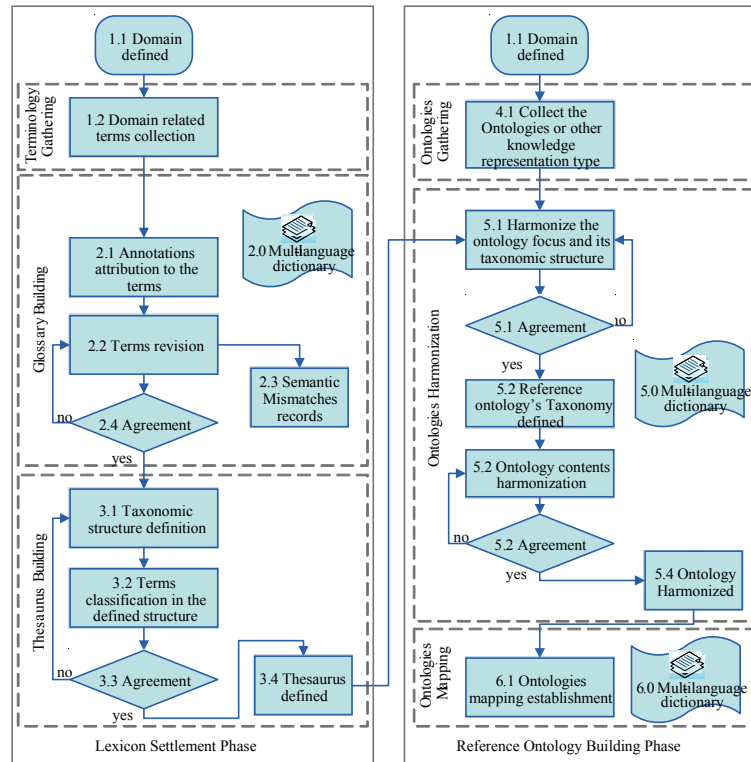 1.1 Domain
defined
Terminology
Gathering
1.2 Domain related
terms collection
Glossary Building
2.0 Multilanguage
dictionary
2.1 Annotations
attribution to the
terms
2.2 Terms revision
2.3 Semantic
Mismatches
records
no
2.4 Agreement
yes
Thesaurus Building
3.1 Taxonomic
structure definition
3.2 Terms
classification in the
defined structure
no
3.3 Agreement
yes
3.4 Thesaurus
defined
Lexicon Settlement Phase
1.1 Domain
defined
Ontologies
Gathering
4.1 Collect the
Ontologies or other
knowledge
representation type
Ontologies Harmonization
5.1 Harmonize the
ontology focus and its
taxonomic structure
5.1 Agreement
no
yes
5.2 Reference
ontology’s Taxonomy
defined
5.0 Multilanguage
dictionary
5.2 Ontology contents
harmonization
no
5.2 Agreement
yes
5.4 Ontology
Harmonized
Ontologies
Mapping
6.1 Ontologies
mapping establishment
6.0 Multilanguage
dictionary
Reference Ontology Building Phase